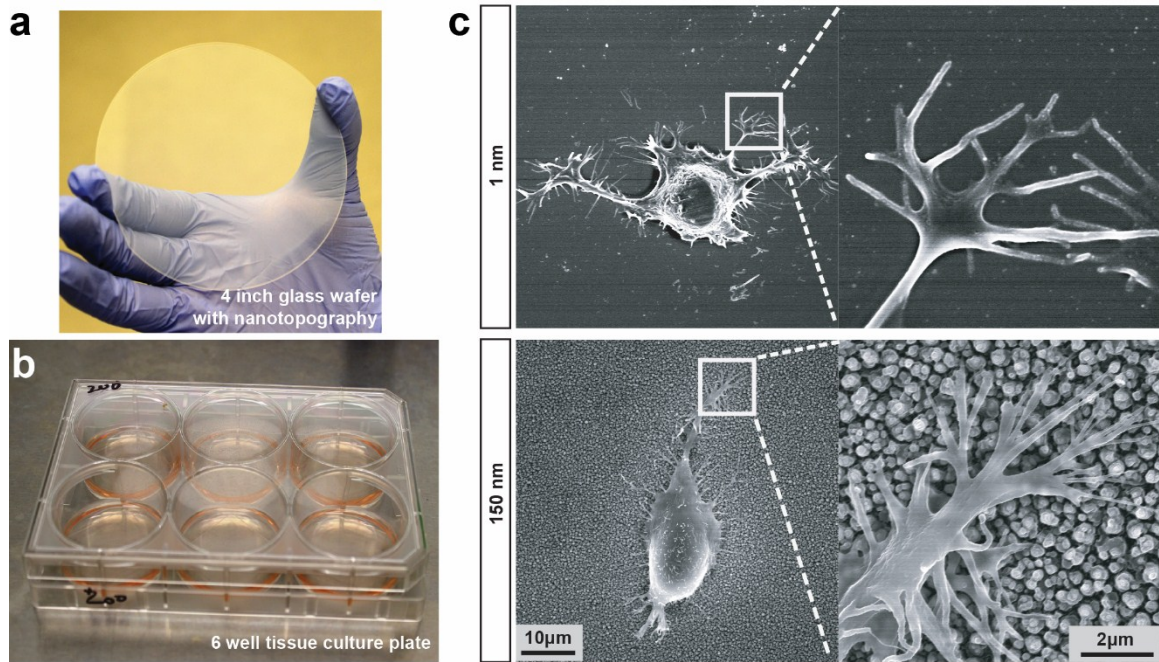 a
4 inch glass wafer
with nanotopography
b
200
200
6 well tissue culture plate
c
1 nm
150 nm
10μm
2μm